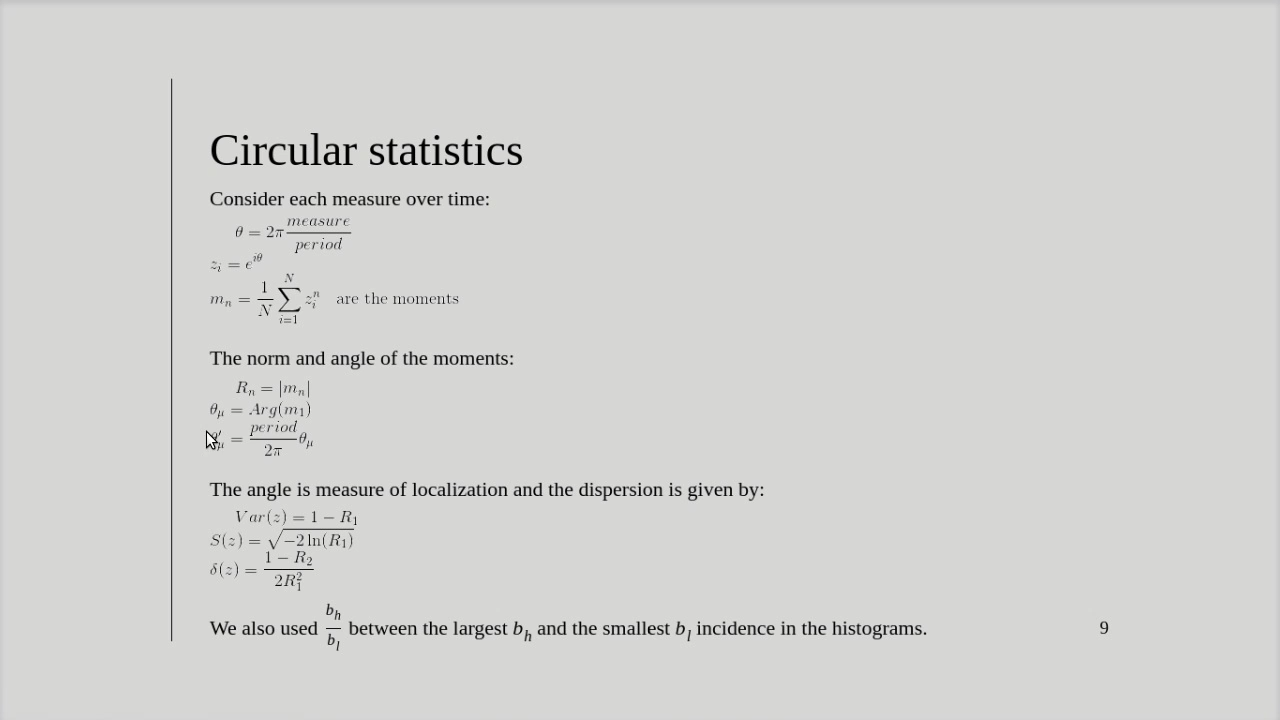 Circular statistics
Consider each measure over time:
θ = 2π measure/period
z_i = e^{iθ}
m_n = 1/N ∑_{i=1}^{N} z_i^n are the moments
The norm and angle of the moments:
R_n = |m_n|
θ_μ = Arg(m_1)
θ'_μ = period/2π θ_μ
The angle is measure of localization and the dispersion is given by:
Var(z) = 1 − R_1
S(z) = √(−2 ln(R_1))
δ(z) = (1 − R_2)/(2R_1^2)
We also used b_h/b_l between the largest b_h and the smallest b_l incidence in the histograms.
9